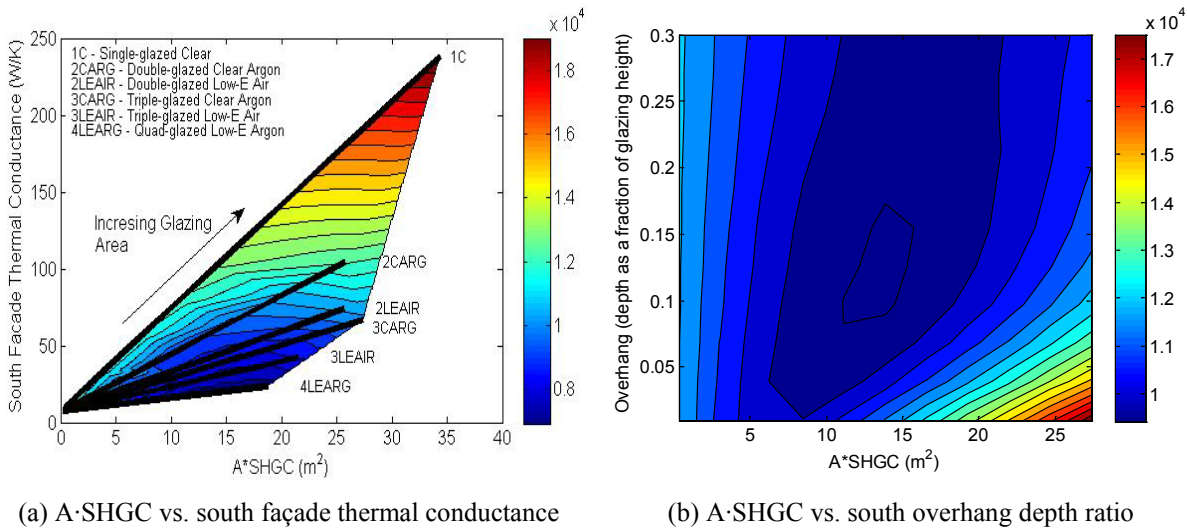 x 10^4
1C - Single-glazed Clear
2CARG - Double-glazed Clear Argon
2LEAIR - Double-glazed Low-E Air
3CARG - Triple-glazed Clear Argon
3LEAIR - Triple-glazed Low-E Air
4LEARG - Quad-glazed Low-E Argon
1C
Incresing Glazing
Area
2CARG
2LEAIR
3CARG
3LEAIR
4LEARG
South Facade Thermal Conductance (W/K)
250
200
150
100
50
0
0 5 10 15 20 25 30 35 40
A*SHGC (m²)
1.8
1.6
1.4
1.2
1
0.8
(a) A·SHGC vs. south façade thermal conductance
x 10^4
Overhang (depth as a fraction of glazing height)
0.3
0.25
0.2
0.15
0.1
0.05
5 10 15 20 25
A*SHGC (m²)
1.7
1.6
1.5
1.4
1.3
1.2
1.1
1
(b) A·SHGC vs. south overhang depth ratio